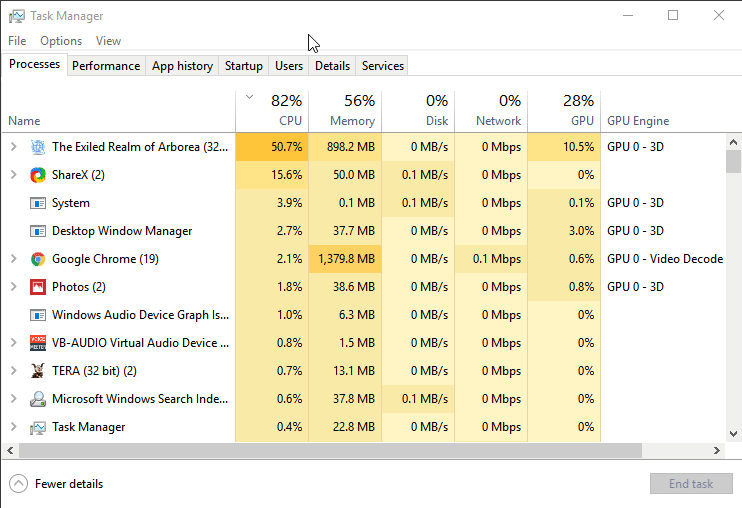 Task Manager
File Options View
Processes Performance App history Startup Users Details Services
82% 56% 0% 0% 28%
Name CPU Memory Disk Network GPU GPU Engine
The Exiled Realm of Arborea (32... 50.7% 898.2 MB 0 MB/s 0 Mbps 10.5% GPU 0 - 3D
ShareX (2) 15.6% 50.0 MB 0.1 MB/s 0 Mbps 0%
System 3.9% 0.1 MB 0.1 MB/s 0 Mbps 0.1% GPU 0 - 3D
Desktop Window Manager 2.7% 37.7 MB 0 MB/s 0 Mbps 3.0% GPU 0 - 3D
Google Chrome (19) 2.1% 1,379.8 MB 0 MB/s 0.1 Mbps 0.6% GPU 0 - Video Decode
Photos (2) 1.8% 38.6 MB 0 MB/s 0 Mbps 0.8% GPU 0 - 3D
Windows Audio Device Graph Is... 1.0% 6.3 MB 0 MB/s 0 Mbps 0%
VB-AUDIO Virtual Audio Device ... 0.8% 1.5 MB 0 MB/s 0 Mbps 0%
TERA (32 bit) (2) 0.7% 13.1 MB 0 MB/s 0 Mbps 0%
Microsoft Windows Search Inde... 0.6% 37.8 MB 0.1 MB/s 0 Mbps 0%
Task Manager 0.4% 22.8 MB 0 MB/s 0 Mbps 0%
Fewer details End task